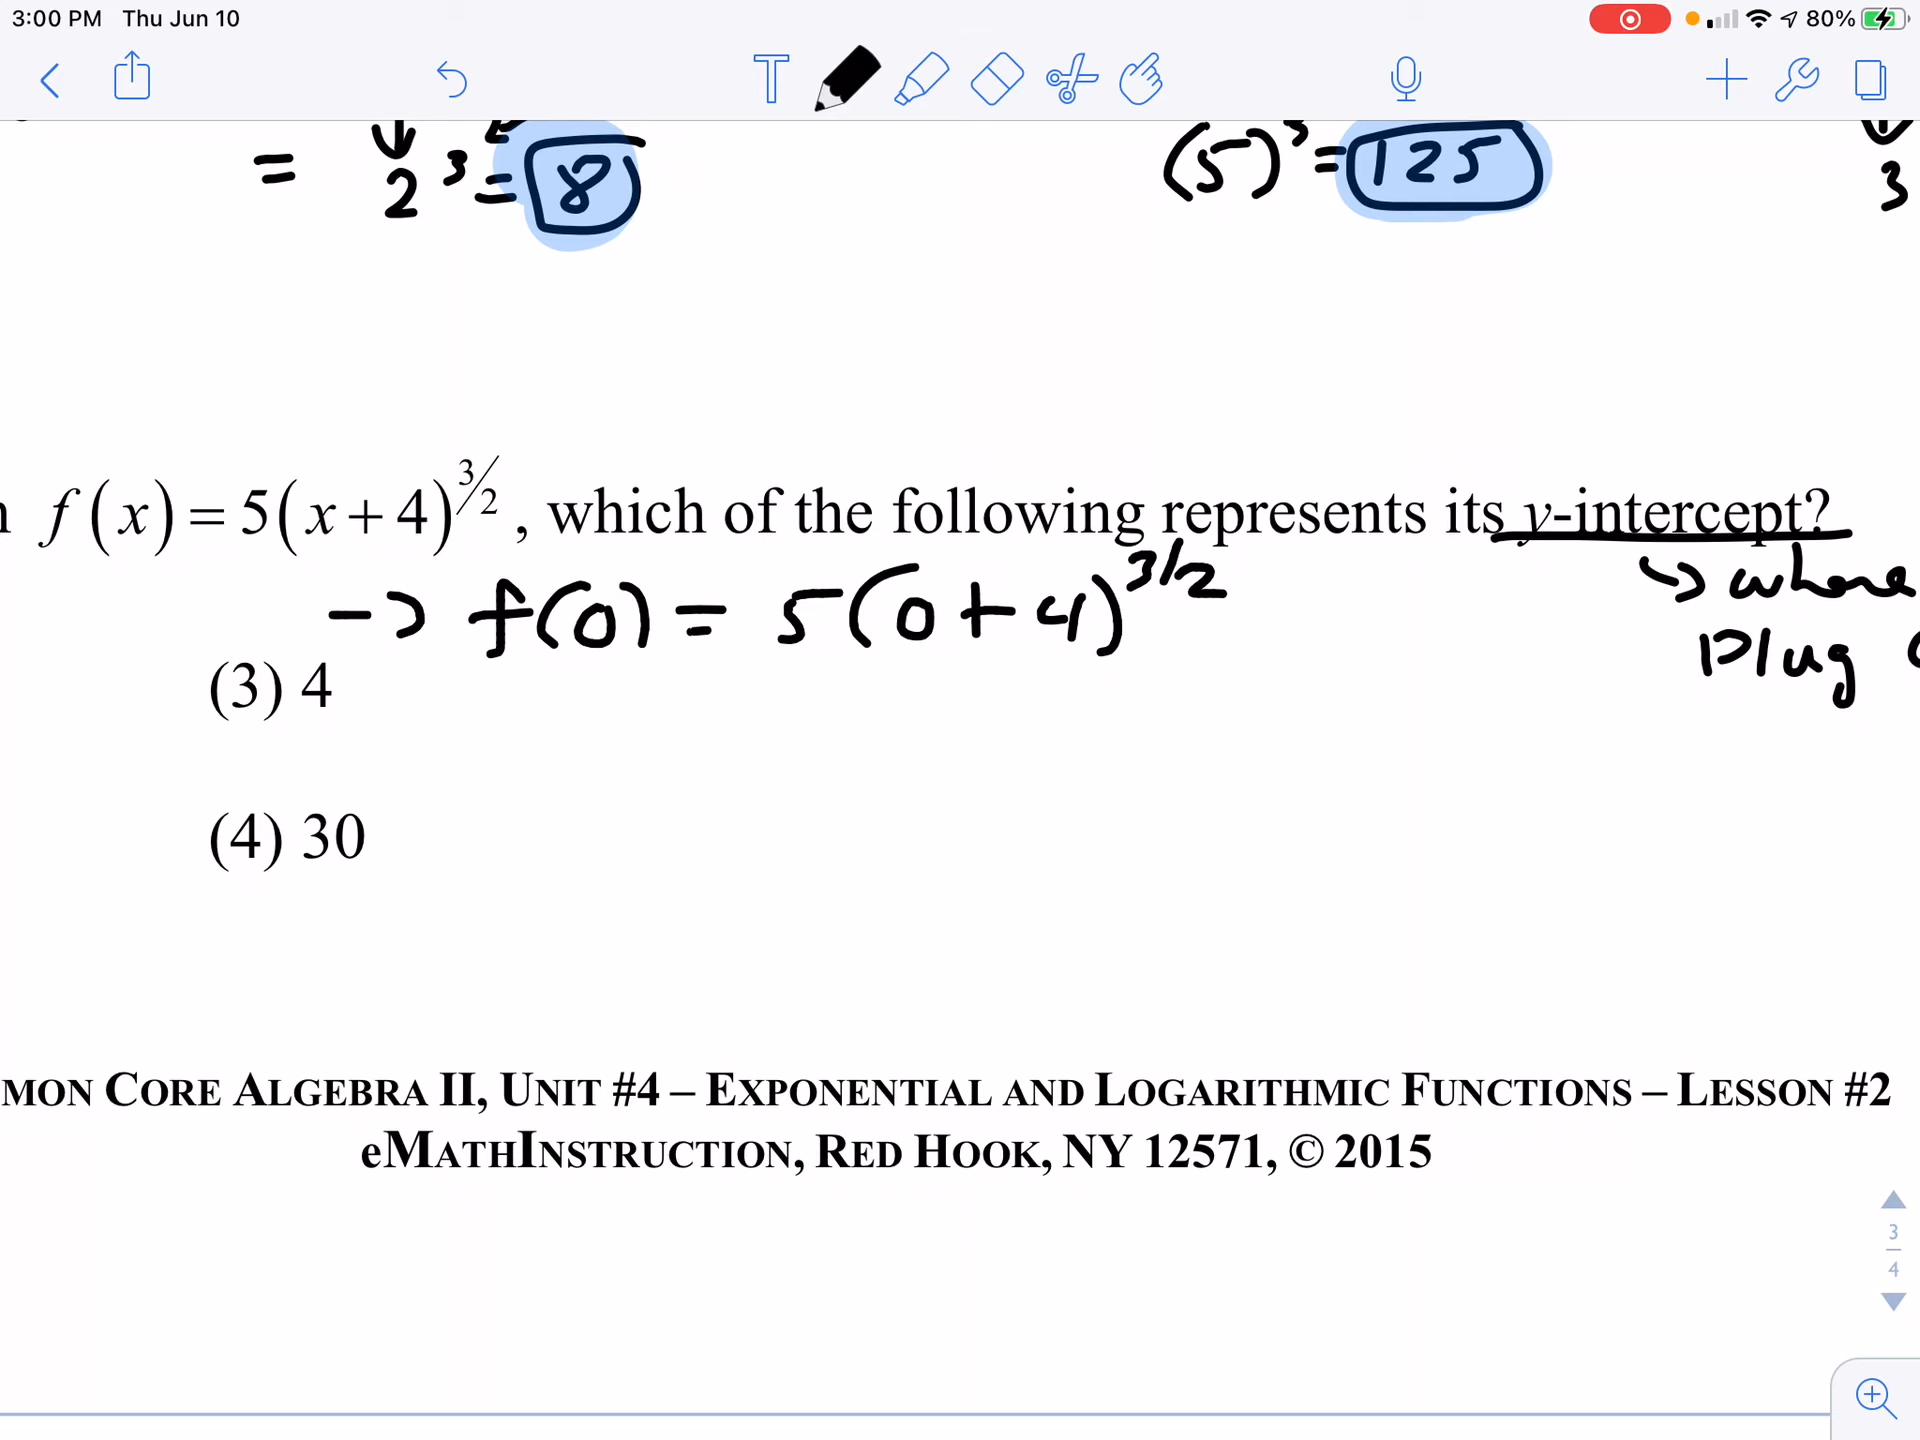 3:00 PM Thu Jun 10 80%
T
= 2³ = 8
(5)³ = 125
3
f(x) = 5(x+4)^3/2, which of the following represents its y-intercept?
→ f(0) = 5(0+4)^3/2
↳ where
Plug
(3) 4
(4) 30
MON CORE ALGEBRA II, UNIT #4 – EXPONENTIAL AND LOGARITHMIC FUNCTIONS – LESSON #2
eMATHINSTRUCTION, RED HOOK, NY 12571, © 2015
3
4